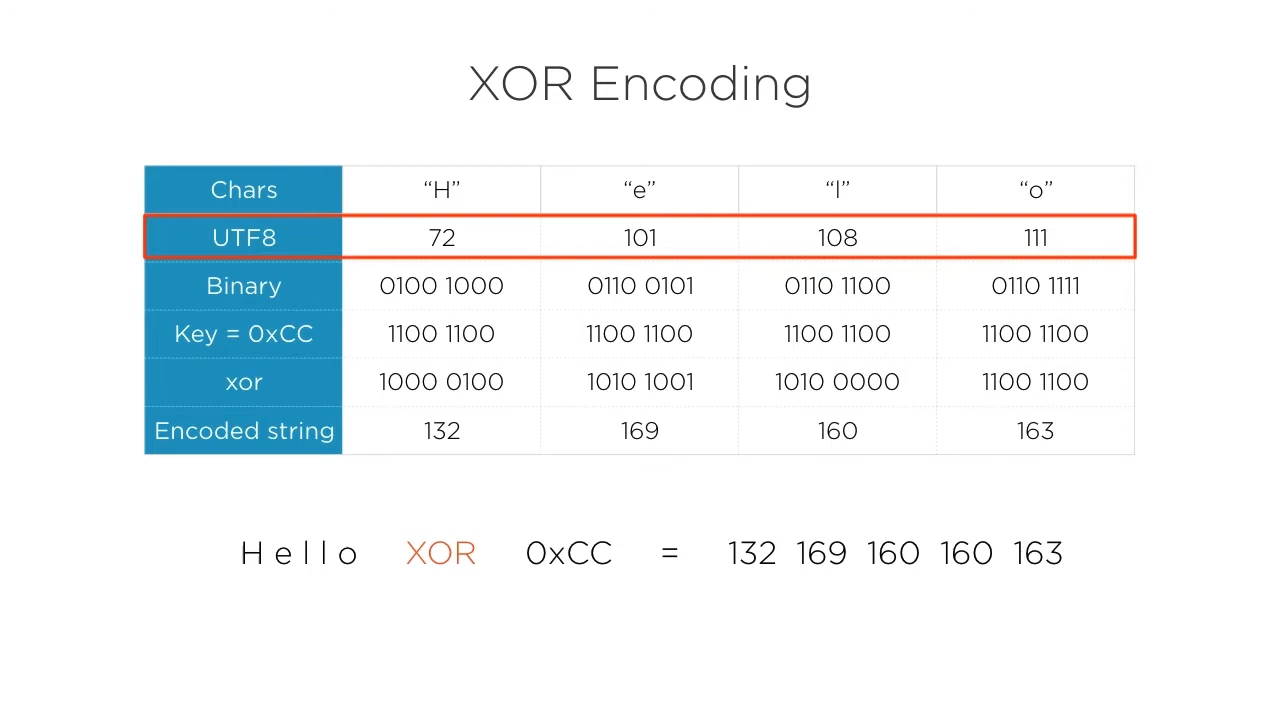 XOR Encoding
Chars “H” “e” “l” “o”
UTF8 72 101 108 111
Binary 0100 1000 0110 0101 0110 1100 0110 1111
Key = 0xCC 1100 1100 1100 1100 1100 1100 1100 1100
xor 1000 0100 1010 1001 1010 0000 1100 1100
Encoded string 132 169 160 163
H e l l o XOR 0xCC = 132 169 160 160 163